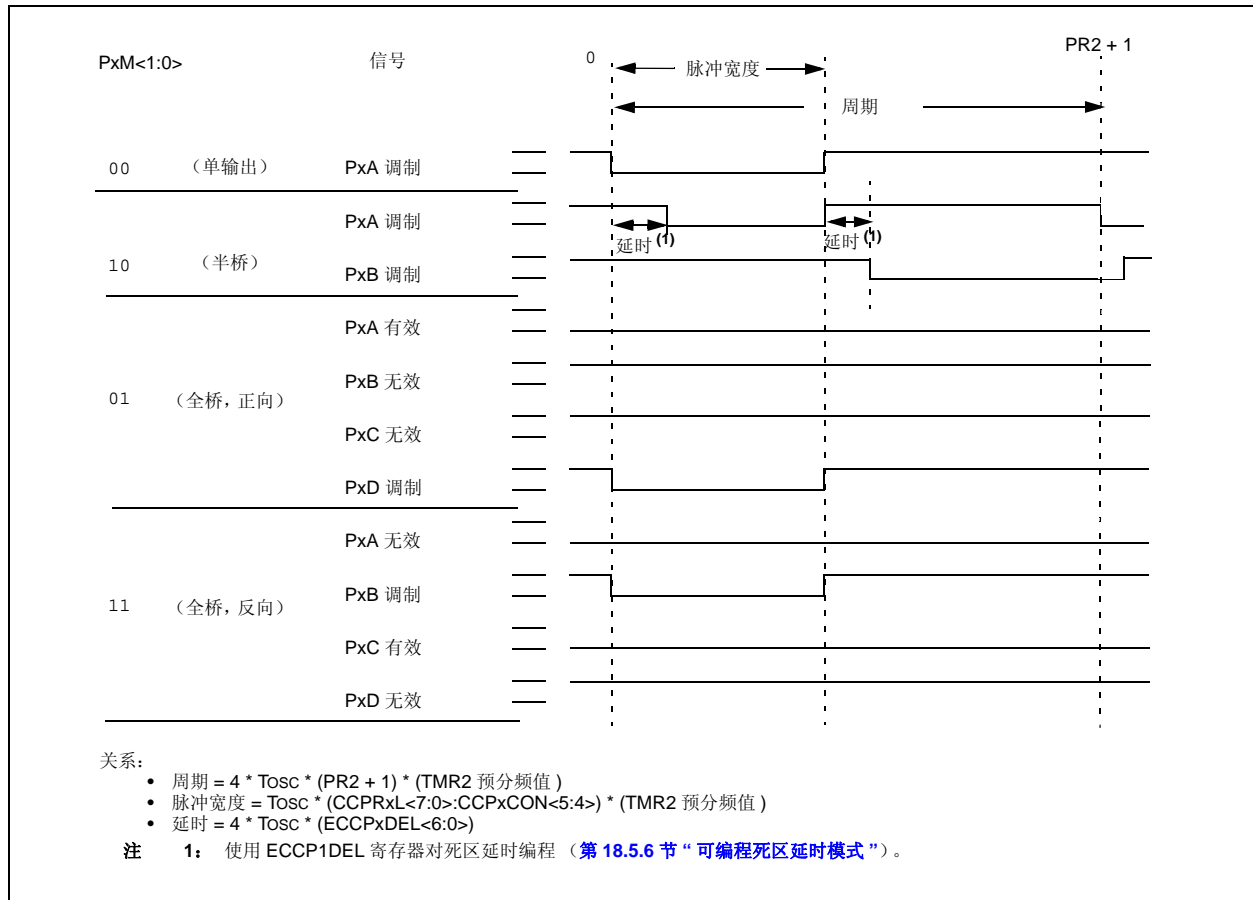 PxM<1:0> 信号 0 PR2 + 1
脉冲宽度
周期
00 （单输出） PxA 调制
PxA 调制
延时 (1) 延时 (1)
10 （半桥）
PxB 调制
PxA 有效
PxB 无效
01 （全桥，正向）
PxC 无效
PxD 调制
PxA 无效
11 （全桥，反向） PxB 调制
PxC 有效
PxD 无效
关系：
• 周期 = 4 * TOSC * (PR2 + 1) * (TMR2 预分频值 )
• 脉冲宽度 = TOSC * (CCPRxL<7:0>:CCPxCON<5:4>) * (TMR2 预分频值 )
• 延时 = 4 * TOSC * (ECCPxDEL<6:0>)
注 1： 使用 ECCP1DEL 寄存器对死区延时编程 （第 18.5.6 节 “ 可编程死区延时模式 ”）。